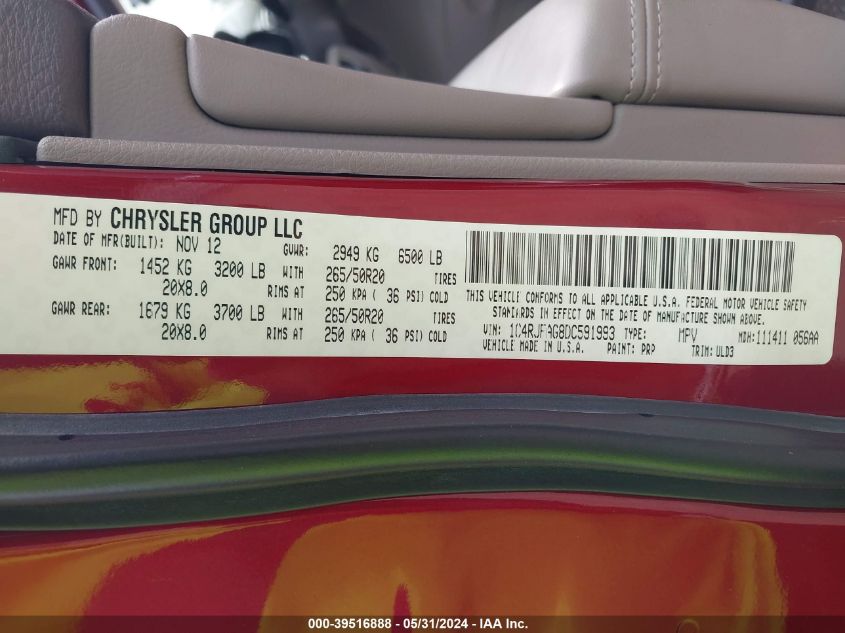 MFD BY CHRYSLER GROUP LLC
DATE OF MFR(BUILT): NOV 12 GVWR: 2949 KG 6500 LB
GAWR FRONT: 1452 KG 3200 LB WITH 265/50R20 TIRES
20X8.0 RIMS AT 250 KPA ( 36 PSI) COLD
GAWR REAR: 1679 KG 3700 LB WITH 265/50R20 TIRES
20X8.0 RIMS AT 250 KPA ( 36 PSI) COLD
THIS VEHICLE CONFORMS TO ALL APPLICABLE U.S.A. FEDERAL MOTOR VEHICLE SAFETY
STANDARDS IN EFFECT ON THE DATE OF MANUFACTURE SHOWN ABOVE.
VIN: 1C4RJFAG8DC591993 TYPE: MPV MDH:111411 056AA
VEHICLE MADE IN U.S.A. PAINT: PRP TRIM: ULD3
000-39516888 - 05/31/2024 - IAA Inc.